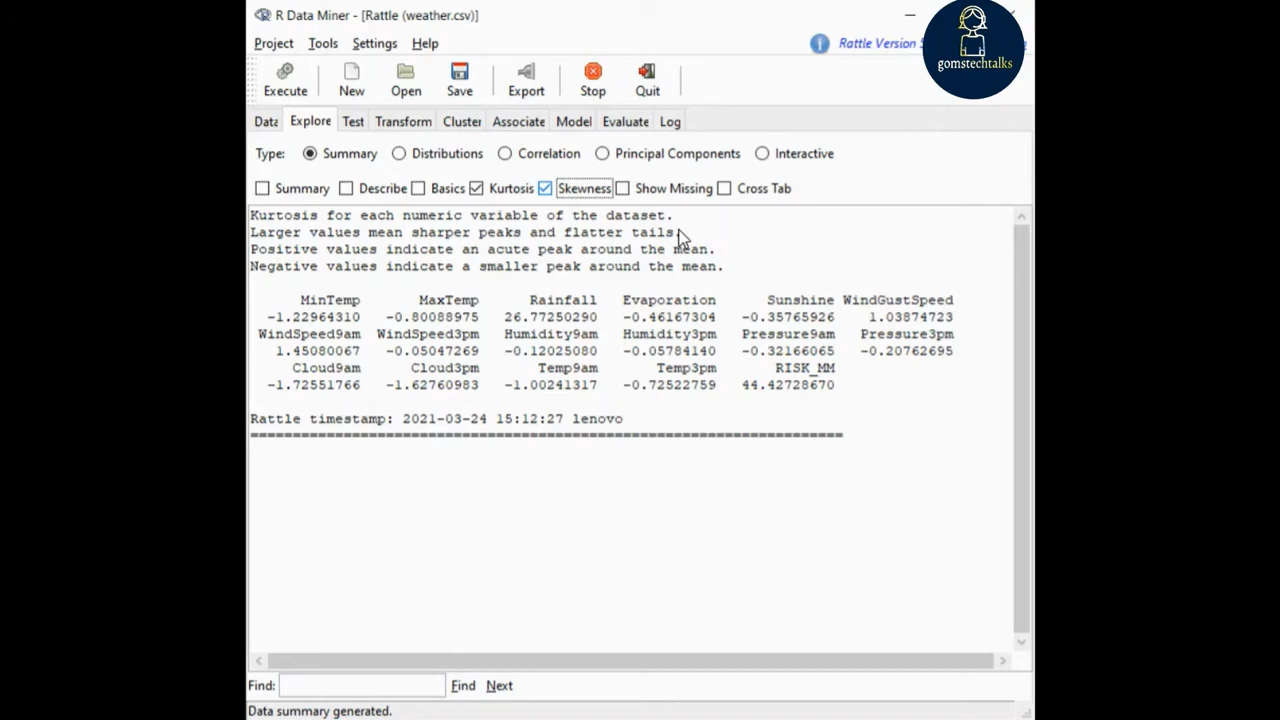 R Data Miner - [Rattle (weather.csv)]
Project Tools Settings Help
Rattle Version
gomstechtalks
Execute New Open Save Export Stop Quit
Data Explore Test Transform Cluster Associate Model Evaluate Log
Type: Summary Distributions Correlation Principal Components Interactive
Summary Describe Basics Kurtosis Skewness Show Missing Cross Tab
Kurtosis for each numeric variable of the dataset.
Larger values mean sharper peaks and flatter tails.
Positive values indicate an acute peak around the mean.
Negative values indicate a smaller peak around the mean.
MinTemp MaxTemp Rainfall Evaporation Sunshine WindGustSpeed
-1.22964310 -0.80088975 26.77250290 -0.46167304 -0.35765926 1.03874723
WindSpeed9am WindSpeed3pm Humidity9am Humidity3pm Pressure9am Pressure3pm
1.45080067 -0.05047269 -0.12025080 -0.05784140 -0.32166065 -0.20762695
Cloud9am Cloud3pm Temp9am Temp3pm RISK_MM
-1.72551766 -1.62760983 -1.00241317 -0.72522759 44.42728670
Rattle timestamp: 2021-03-24 15:12:27 lenovo
======================================================================
Find: Find Next
Data summary generated.